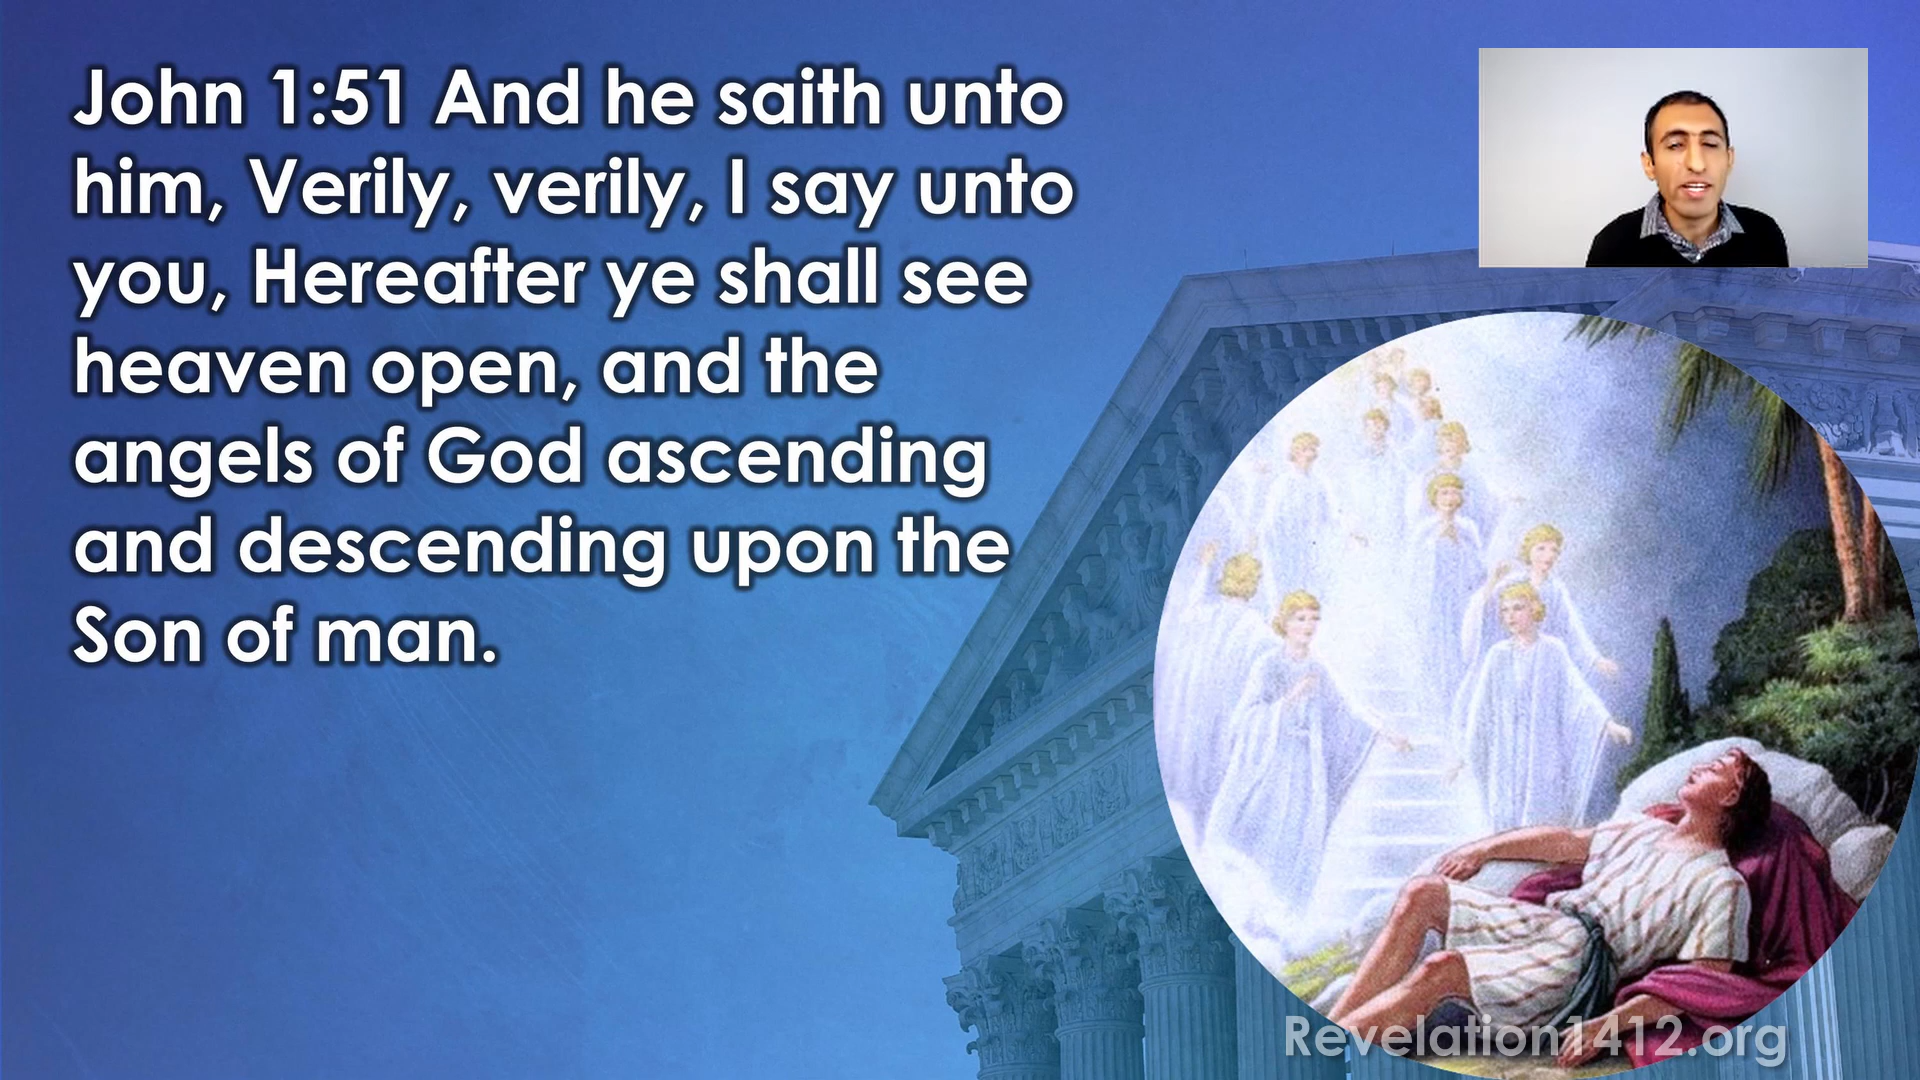 John 1:51 And he saith unto
him, Verily, verily, I say unto
you, Hereafter ye shall see
heaven open, and the
angels of God ascending
and descending upon the
Son of man.
Revelation1412.org